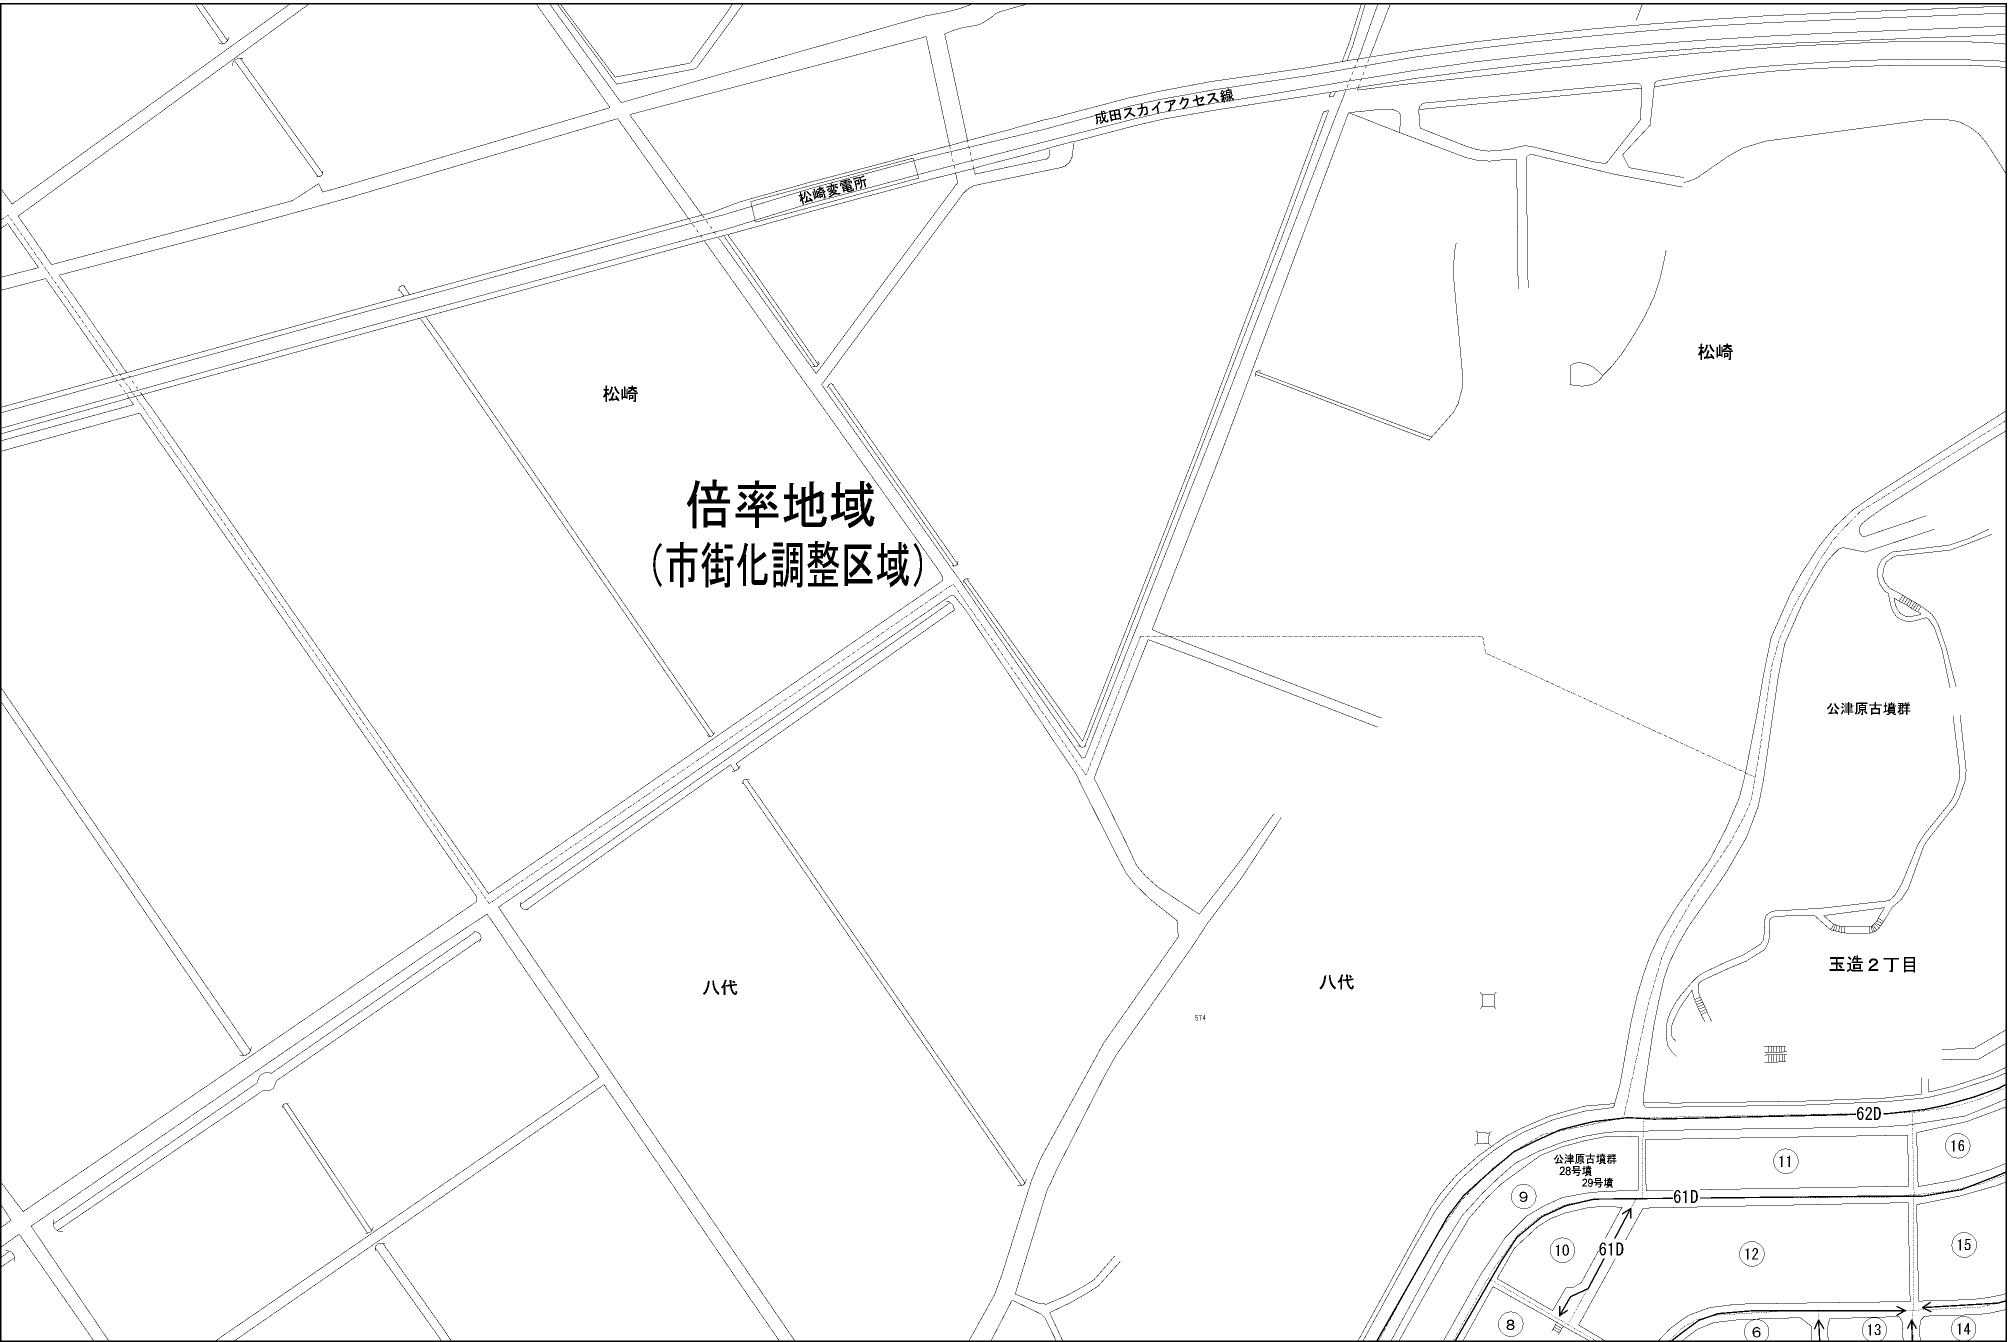 成田スカイアクセス線
松崎変電所
松崎
松崎
倍率地域
（市街化調整区域）
公津原古墳群
玉造２丁目
八代
八代
574
62D
16
11
公津原古墳群
28号墳
29号墳
9
61D
10
61D
12
15
8
6
13
14